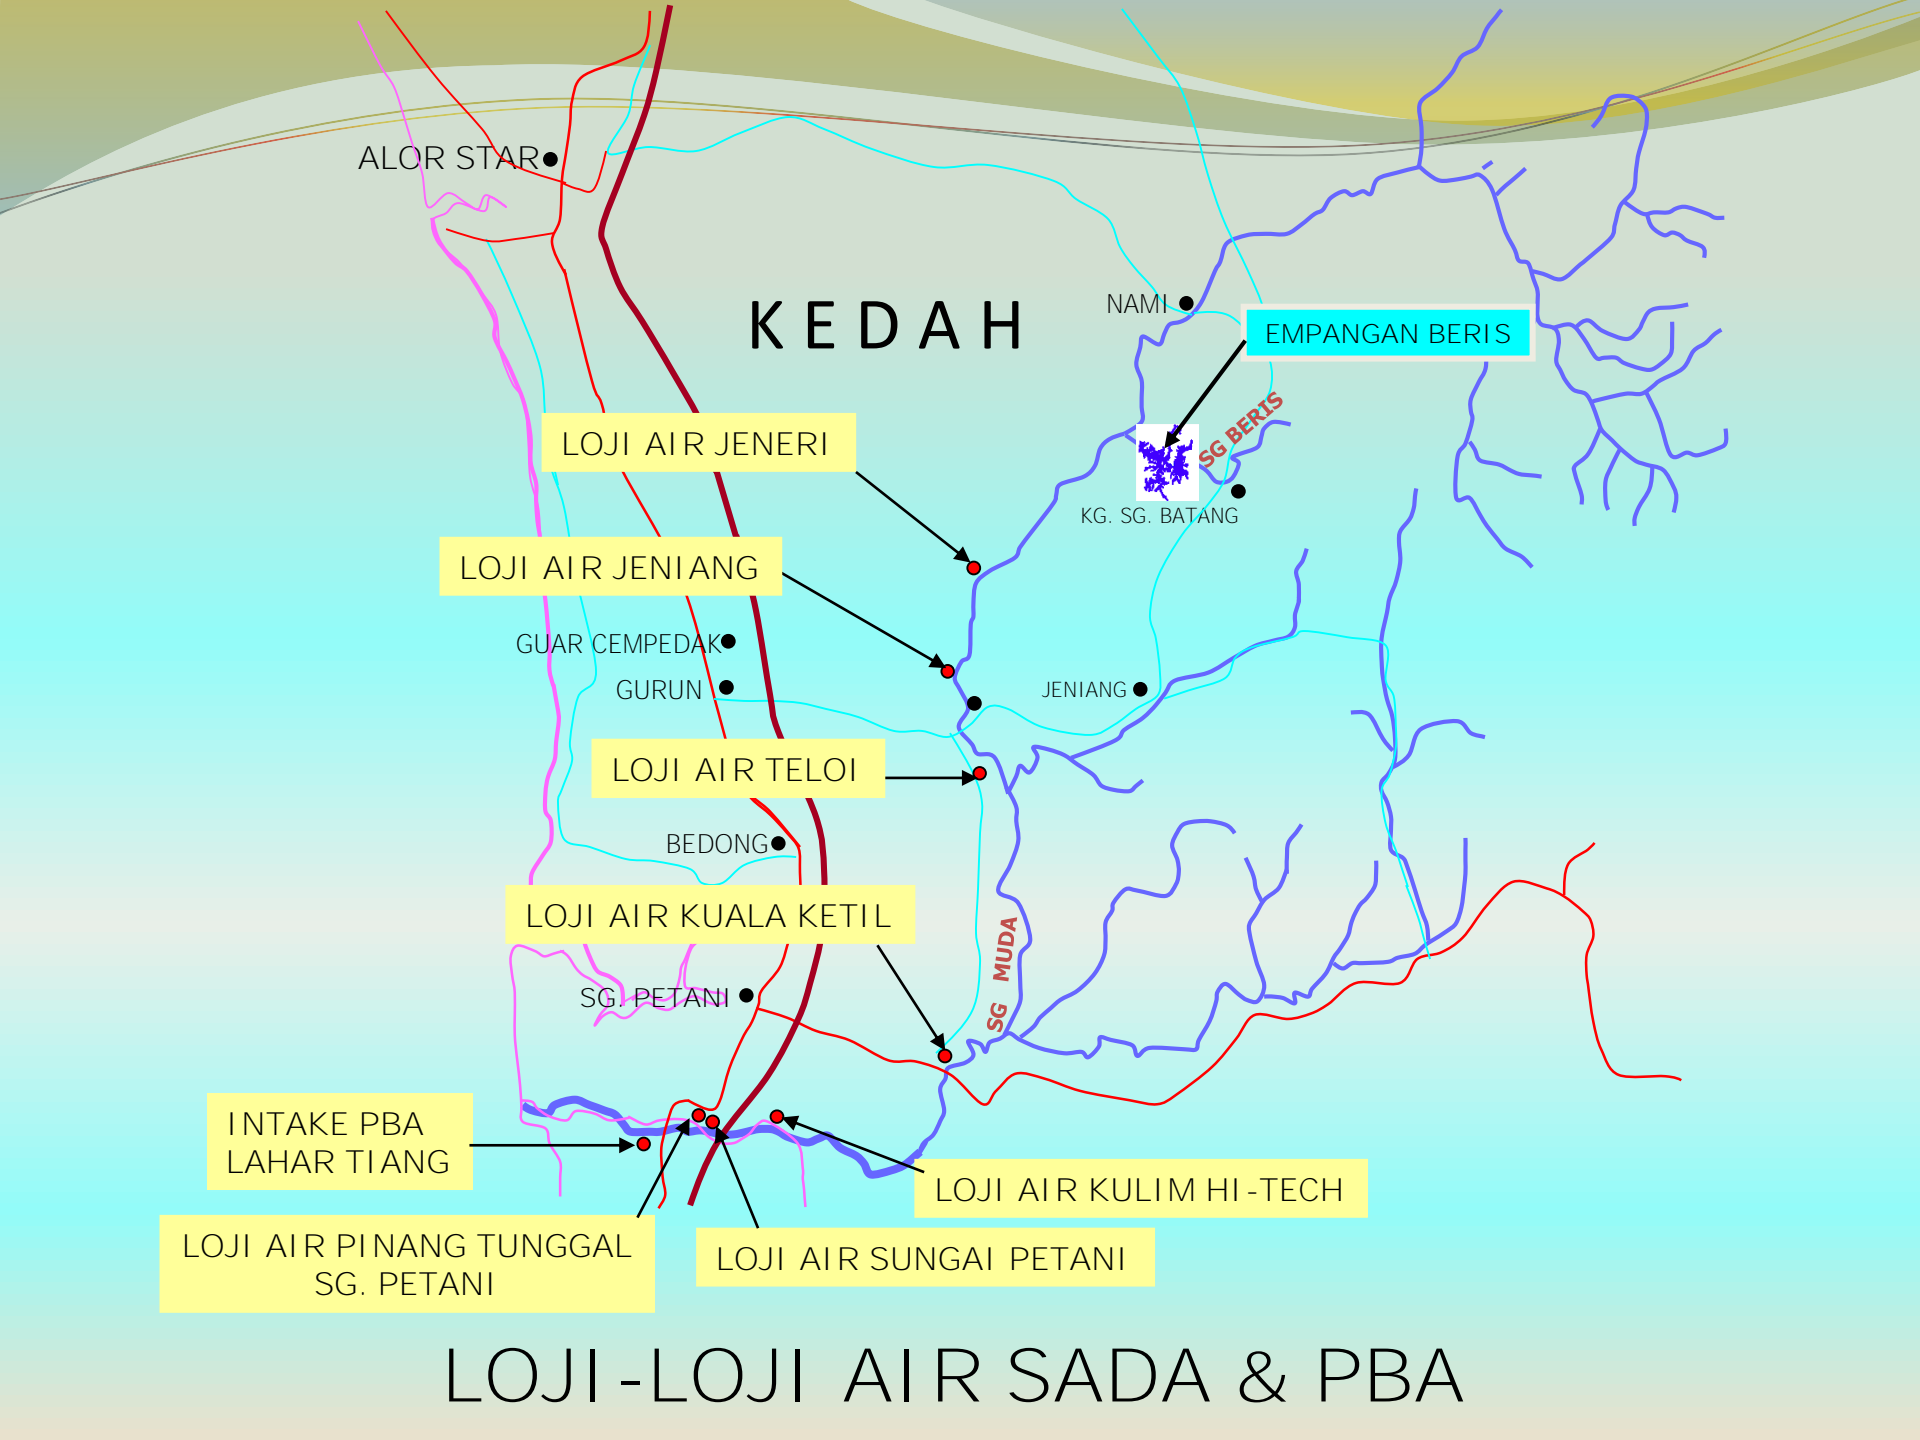 ALOR STAR
KEDAH
NAMI
EMPANGAN BERIS
SG BERIS
LOJI AIR JENERI
KG. SG. BATANG
LOJI AIR JENIANG
GUAR CEMPEDAK
GURUN
JENIANG
LOJI AIR TELOI
BEDONG
LOJI AIR KUALA KETIL
SG MUDA
SG. PETANI
INTAKE PBA
LAHAR TIANG
LOJI AIR KULIM HI-TECH
LOJI AIR PINANG TUNGGAL
SG. PETANI
LOJI AIR SUNGAI PETANI
LOJI-LOJI AIR SADA & PBA